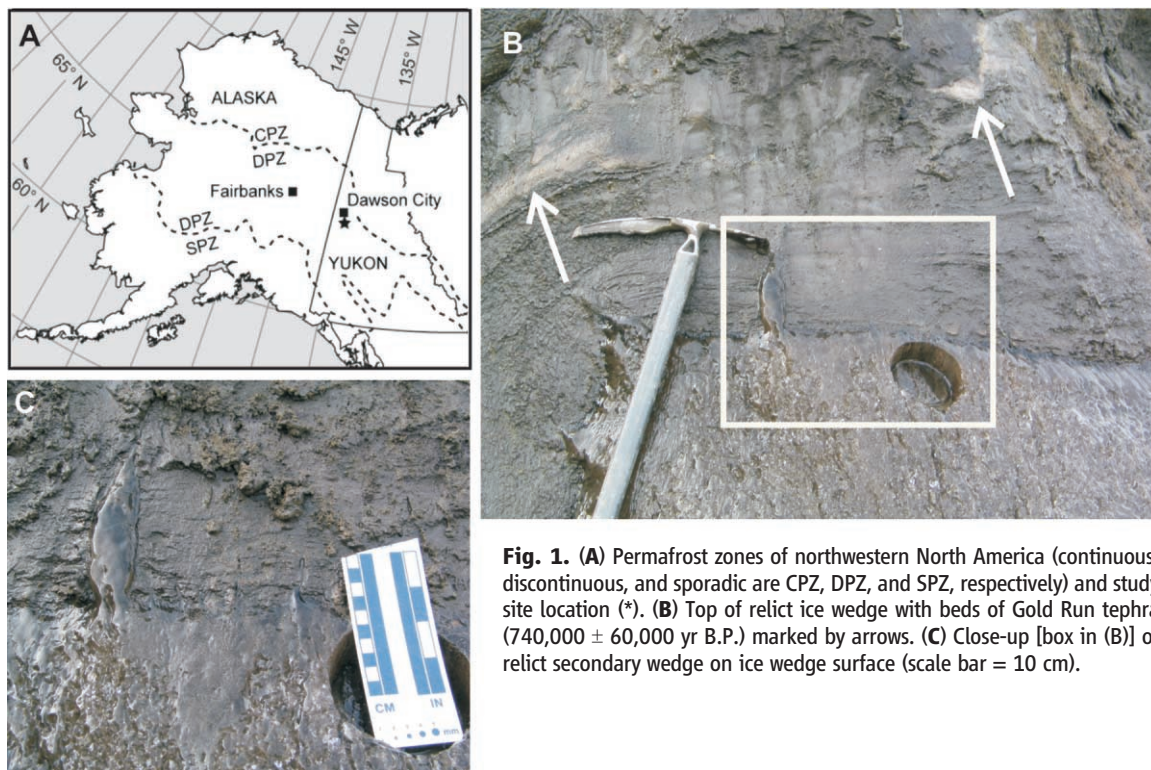 A
65° N
60° N
145° W
135° W
ALASKA
CPZ
DPZ
Fairbanks
Dawson City
DPZ
SPZ
YUKON
B
C
CM
IN
mm
Fig. 1. (A) Permafrost zones of northwestern North America (continuous
discontinuous, and sporadic are CPZ, DPZ, and SPZ, respectively) and study
site location (*). (B) Top of relict ice wedge with beds of Gold Run tephra
(740,000 ± 60,000 yr B.P.) marked by arrows. (C) Close-up [box in (B)] o
relict secondary wedge on ice wedge surface (scale bar = 10 cm).